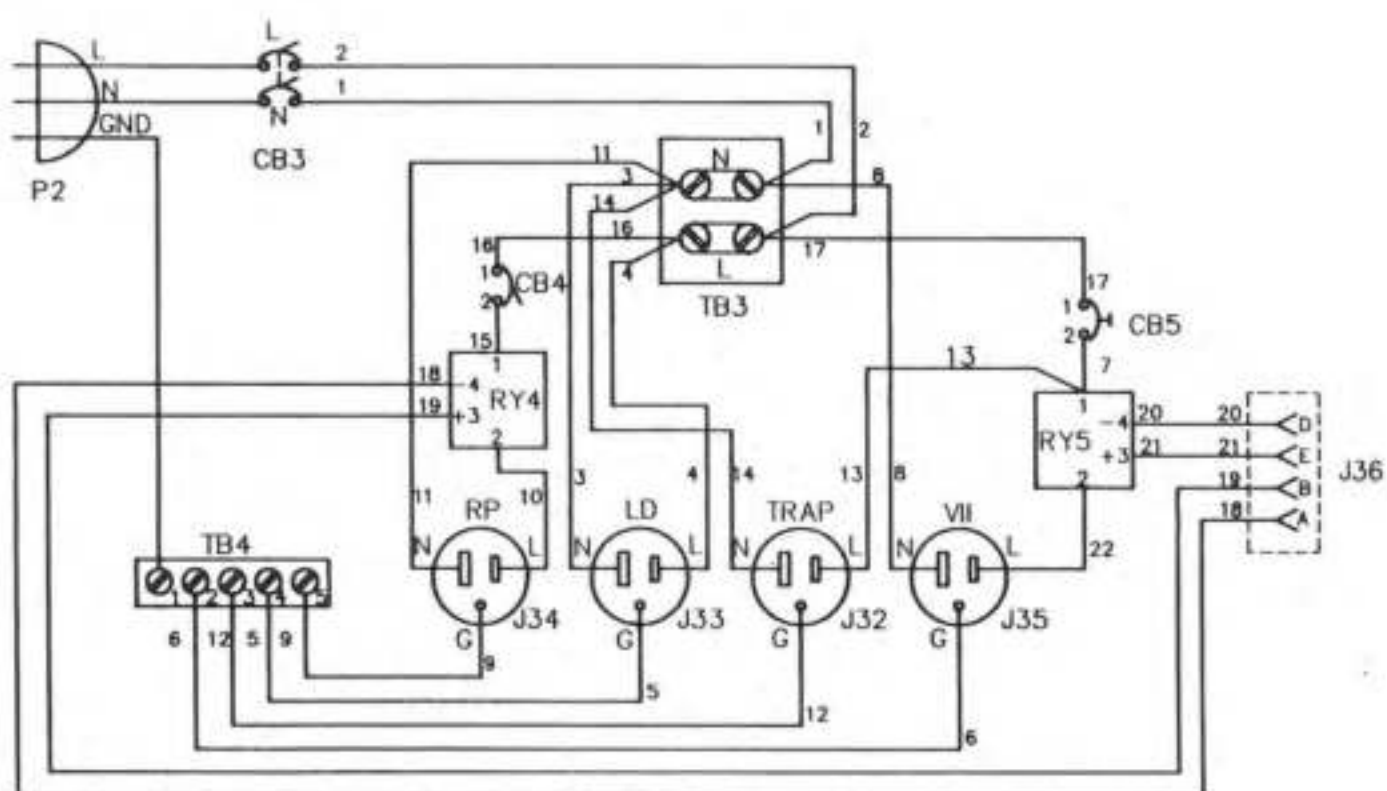 L
L 2
N 1
GND
N
P2 CB3
1 2
11 N 8
3
14
16 16 17
4 L
1 CB4 17
2 TB3 1 CB5
2
15 13 7
1 1
18 -4 RY4 -4 20 20 D
19 +3 RY5 +3 21 21 E J36
2 2 19 B
3 4 14 13 8 18 A
11 10
RP LD TRAP VII
TB4 N L N L N L N L 22
1 2 3 4 5
J34 J33 J32 J35
6 12 5 9 G G G G
9
5
12
6